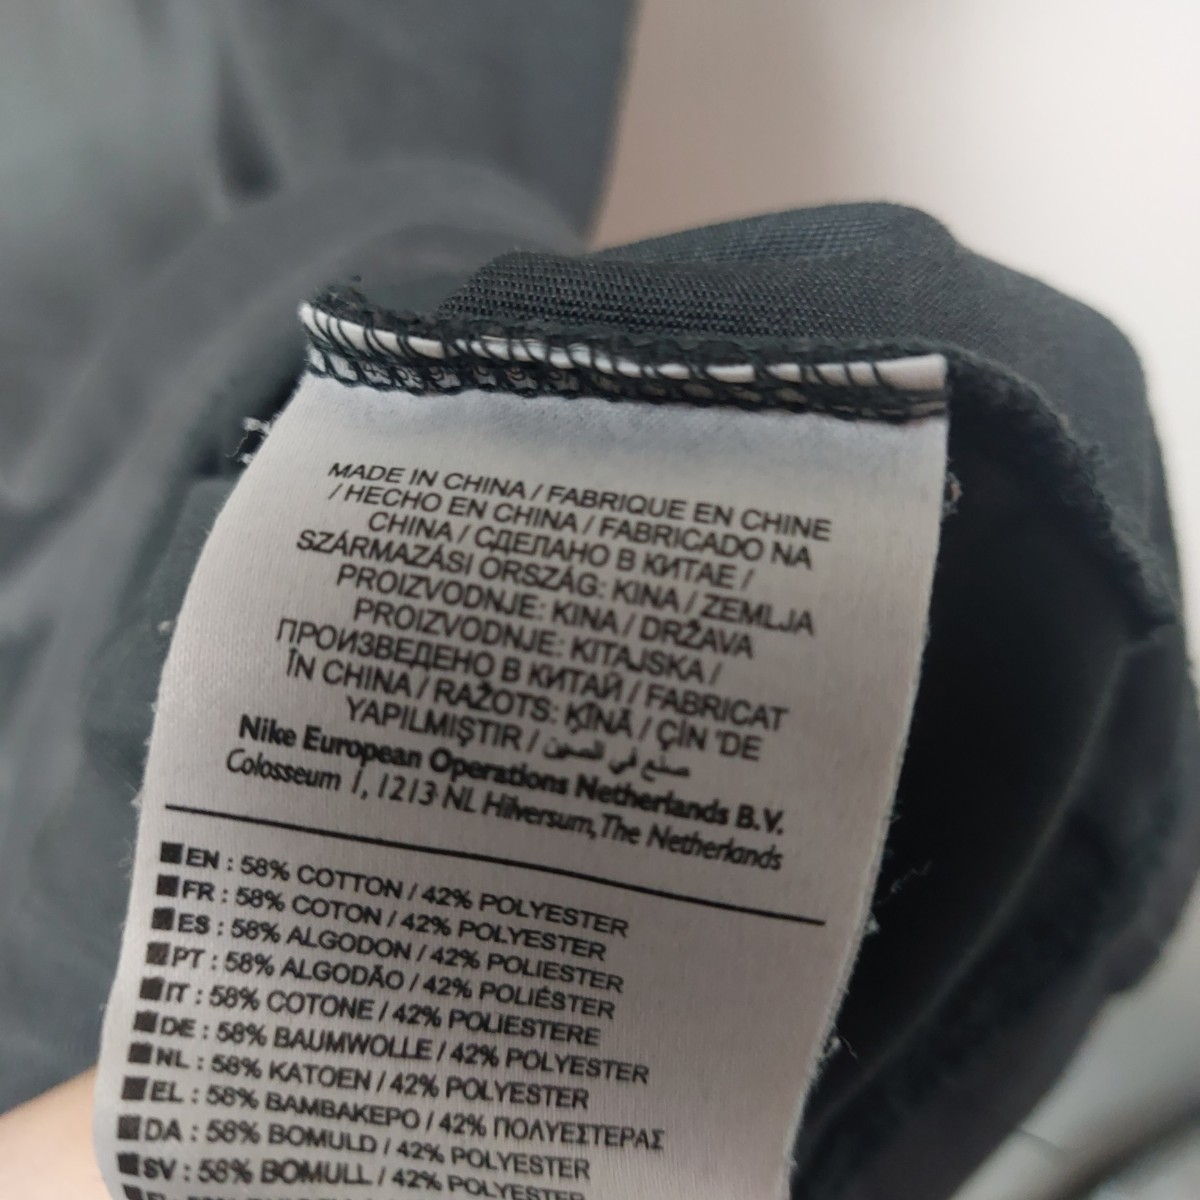 MADE IN CHINA / FABRIQUE EN CHINE
/ HECHO EN CHINA / FABRICADO NA
CHINA / СДЕЛАНО В КИТАЕ /
SZÁRMAZÁSI ORSZÁG: KINA / ZEMLJA
PROIZVODNJE: KINA / DRŽAVA
PROIZVODNJE: KITAJSKA /
ПРОИЗВЕДЕНО В КИТАЙ / FABRICAT
ÎN CHINA / RAŽOTS: ĶĪNĀ / ÇİN 'DE
YAPILMIŞTIR / صنع في الصين
Nike European Operations Netherlands B.V.
Colosseum 1, 1213 NL Hilversum, The Netherlands
EN : 58% COTTON / 42% POLYESTER
FR : 58% COTON / 42% POLYESTER
ES : 58% ALGODON / 42% POLIESTER
PT : 58% ALGODÃO / 42% POLIÉSTER
IT : 58% COTONE / 42% POLIESTERE
DE : 58% BAUMWOLLE / 42% POLYESTER
NL : 58% KATOEN / 42% POLYESTER
EL : 58% ΒΑΜΒΑΚΕΡΟ / 42% ΠΟΛΥΕΣΤΕΡΑΣ
DA : 58% BOMULD / 42% POLYESTER
SV : 58% BOMULL / 42% POLYESTER